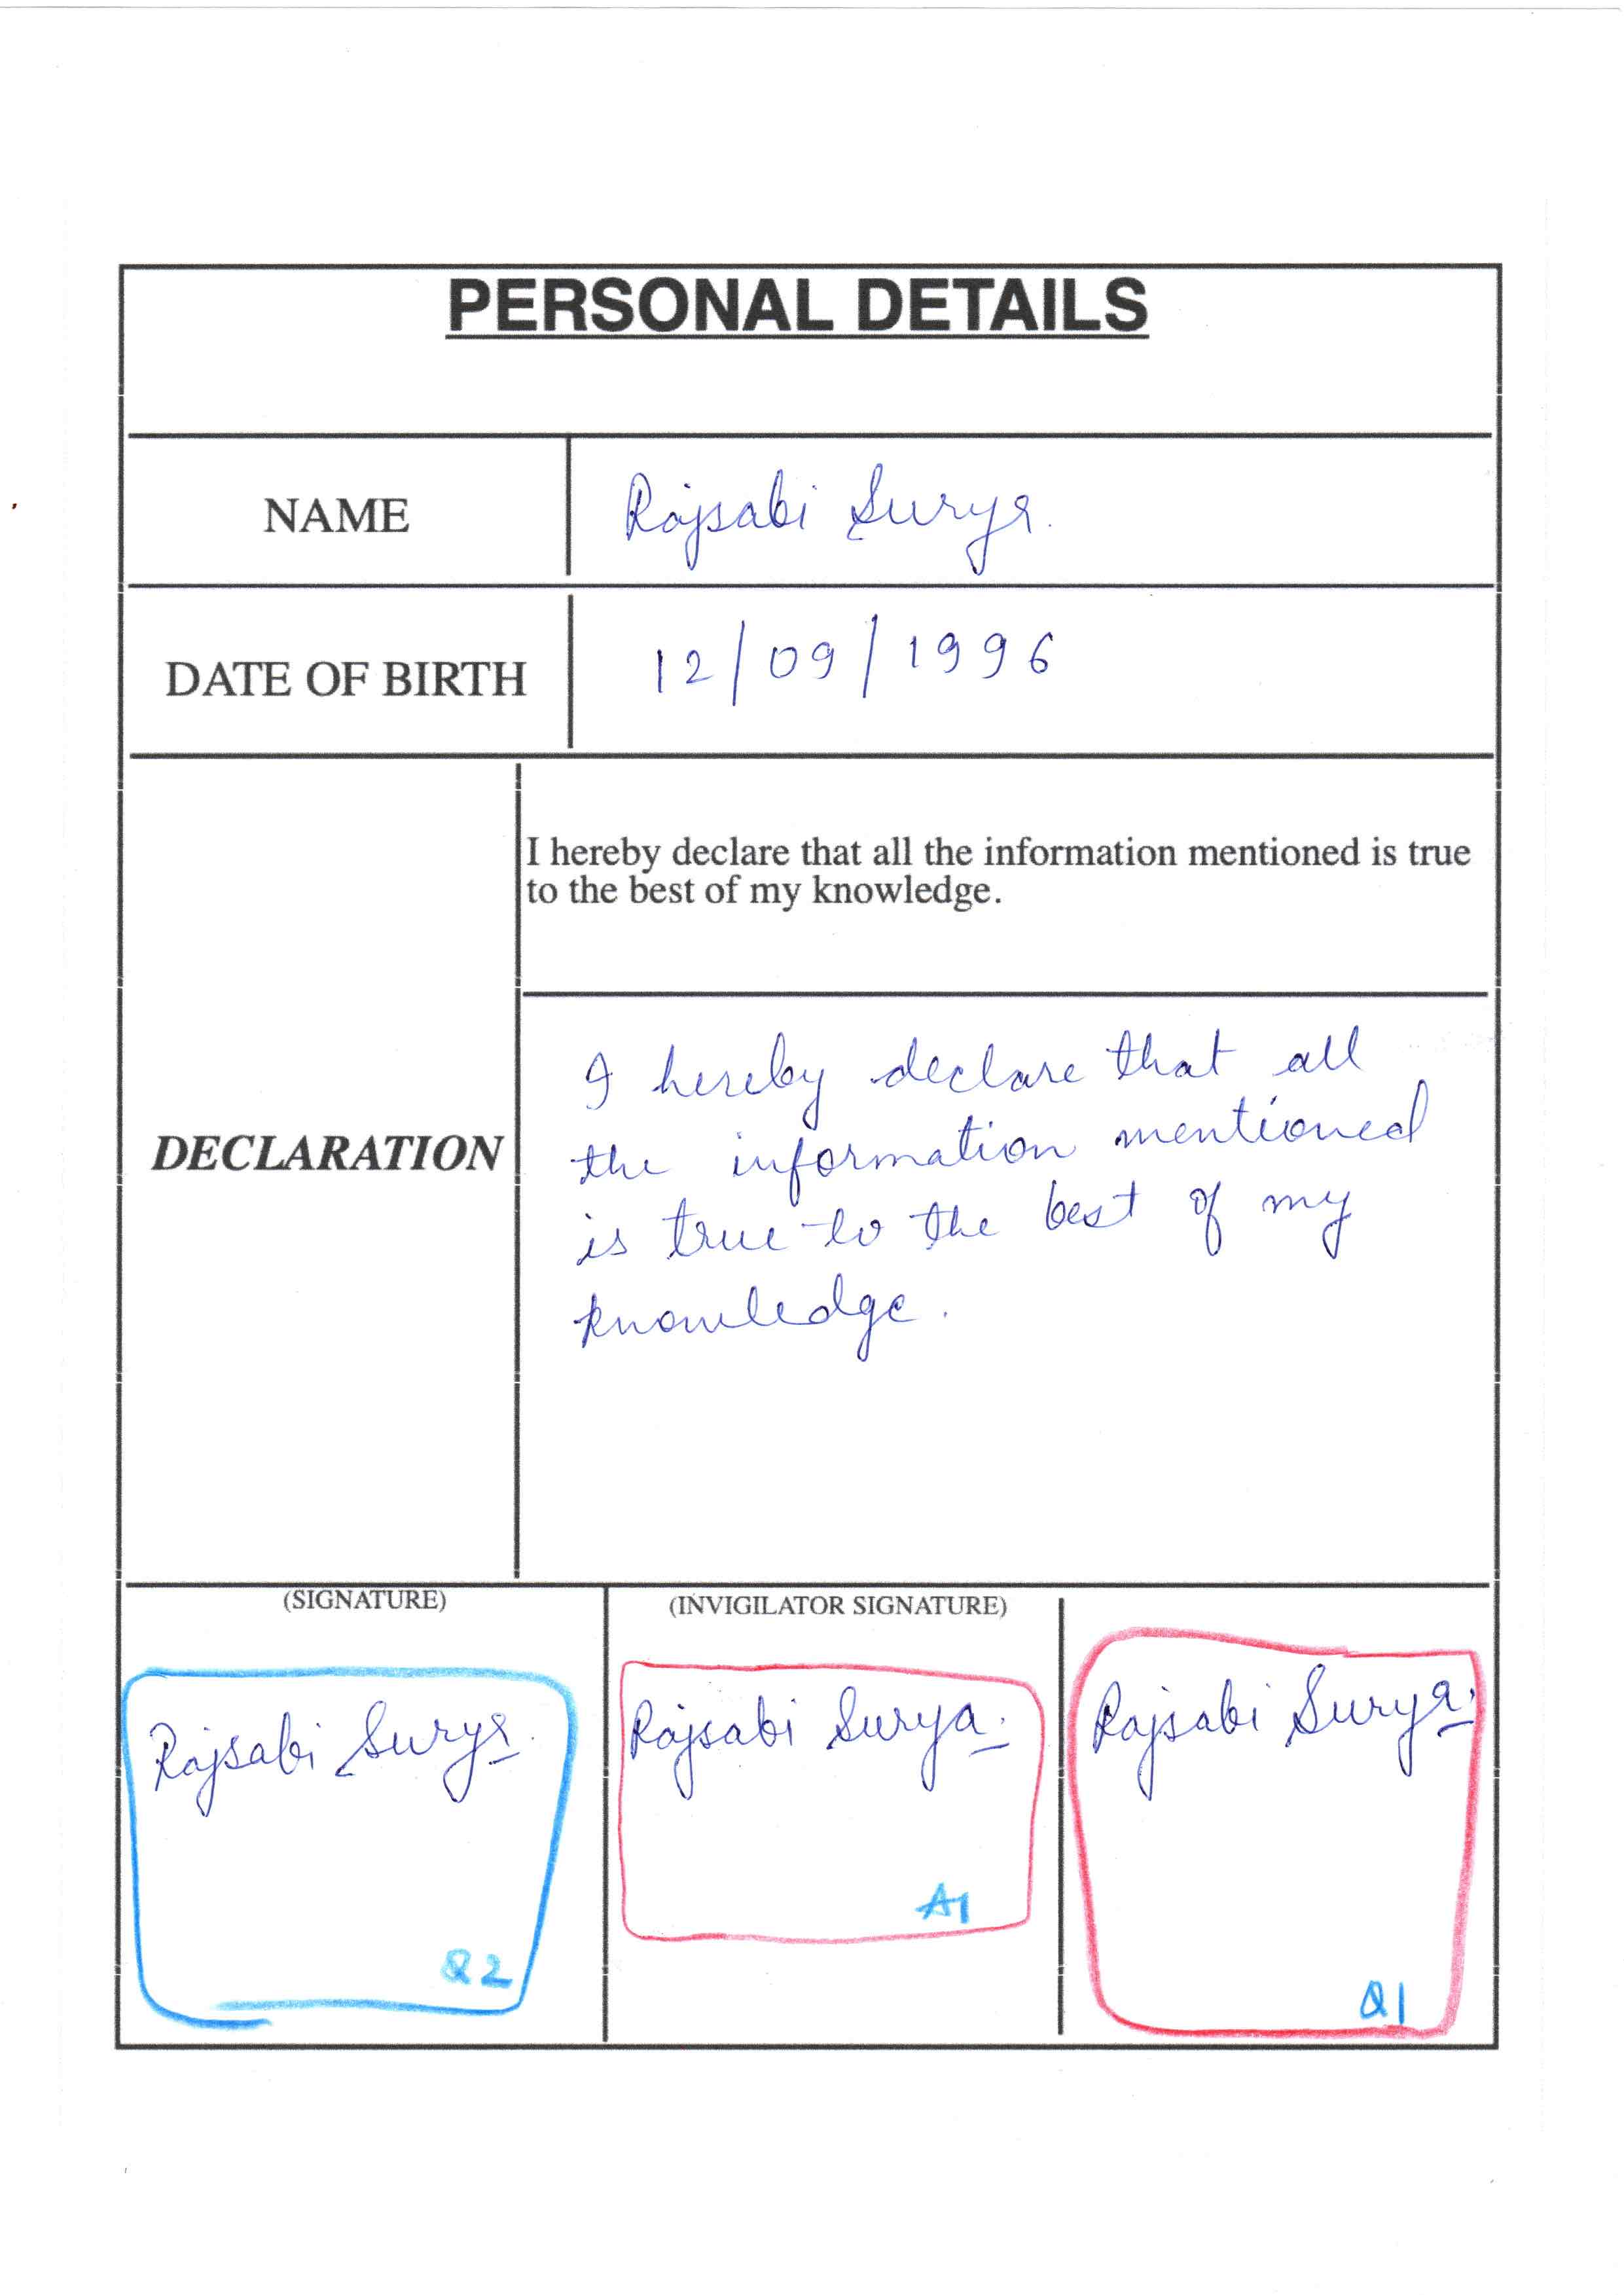 PERSONAL DETAILS
NAME
Rajsabi Surya.
DATE OF BIRTH
12/09/1996
I hereby declare that all the information mentioned is true
to the best of my knowledge.
DECLARATION
I hereby declare that all
the information mentioned
is true to the best of my
knowledge.
(SIGNATURE)
Rajsabi Surya.
Q2
(INVIGILATOR SIGNATURE)
Rajsabi Surya.
A1
Rajsabi Surya.
Q1